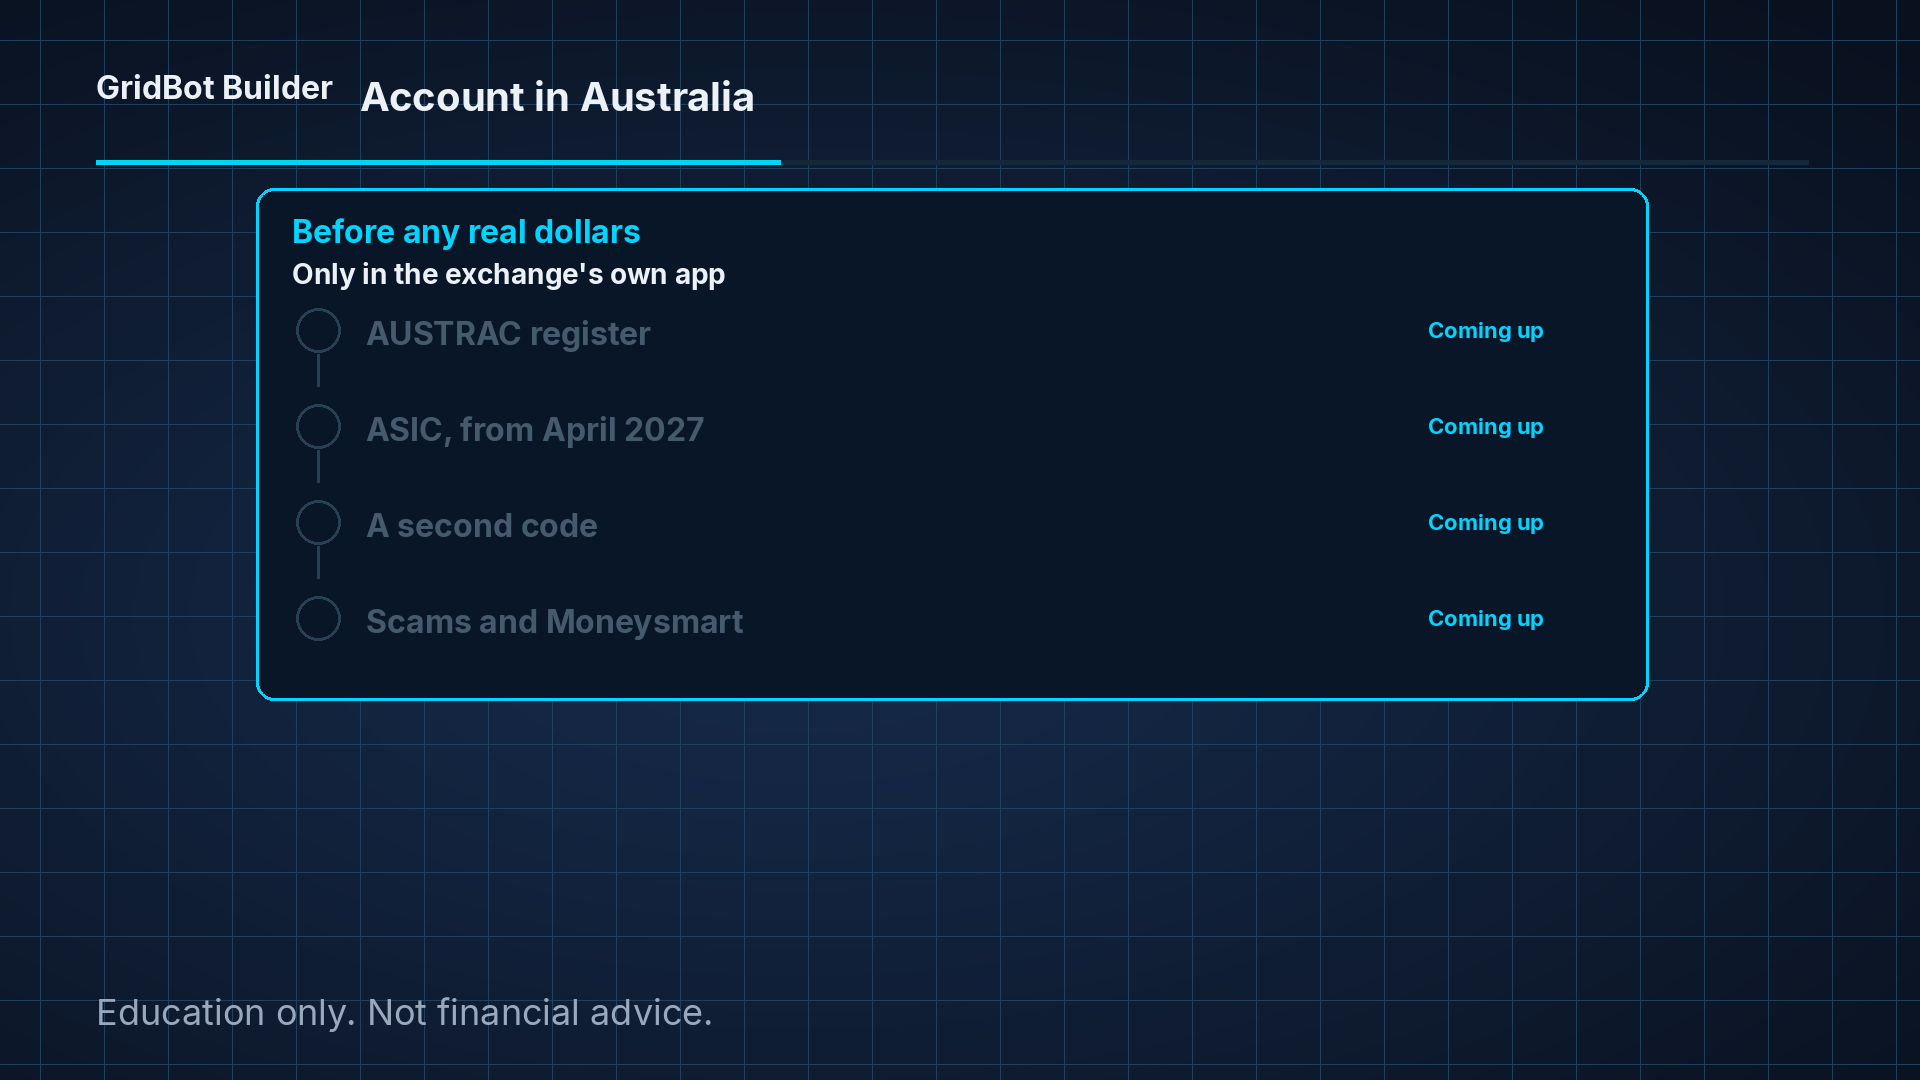 GridBot Builder
Account in Australia
Before any real dollars
Only in the exchange's own app
AUSTRAC register
Coming up
ASIC, from April 2027
Coming up
A second code
Coming up
Scams and Moneysmart
Coming up
Education only. Not financial advice.